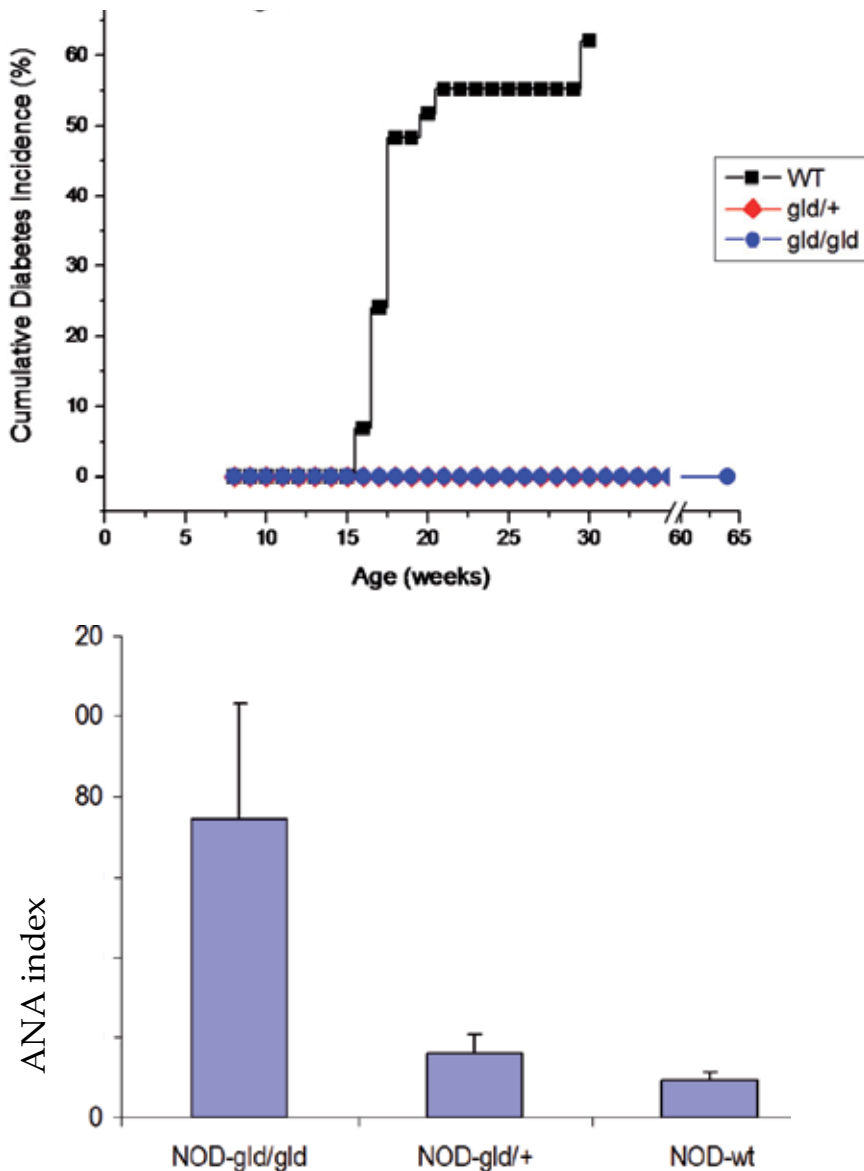 Cumulative Diabetes Incidence (%)
60
50
40
30
20
10
0
0 5 10 15 20 25 30 60 65
Age (weeks)
WT
gld/+
gld/gld
ANA index
20
00
80
0
NOD-gld/gld NOD-gld/+ NOD-wt